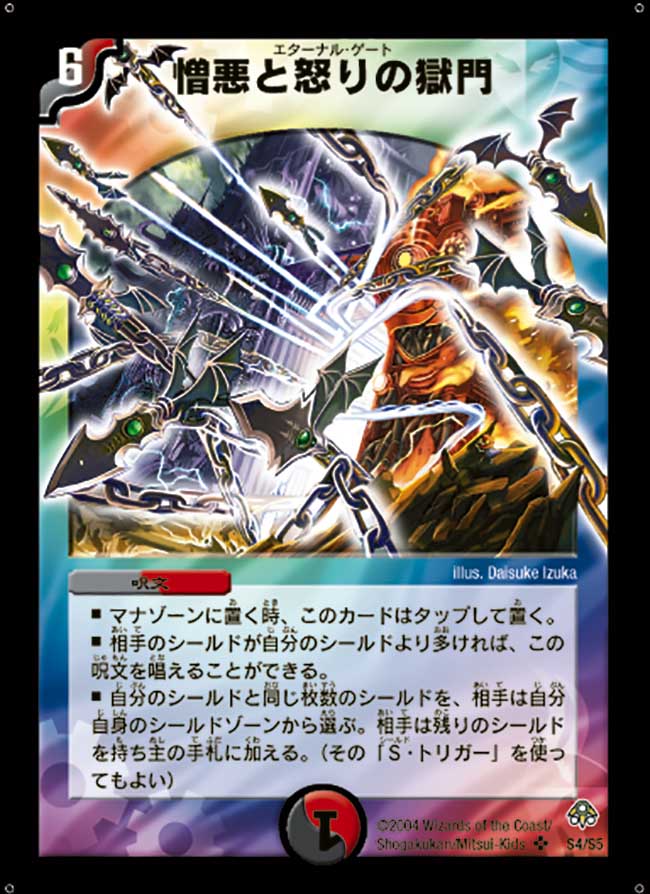 6
エターナル・ゲート
憎悪と怒りの獄門
illus. Daisuke Izuka
呪文
■ マナゾーンに置く時、このカードはタップして置く。
■ 相手のシールドが自分のシールドより多ければ、この
呪文を唱えることができる。
■ 自分のシールドと同じ枚数のシールドを、相手は自分
自身のシールドゾーンから選ぶ。相手は残りのシールド
を持ち主の手札に加える。(その「S・トリガー」を使っ
てもよい)
1
©2004 Wizards of the Coast/
Shogakukan/Mitsui-Kids
S4/S5